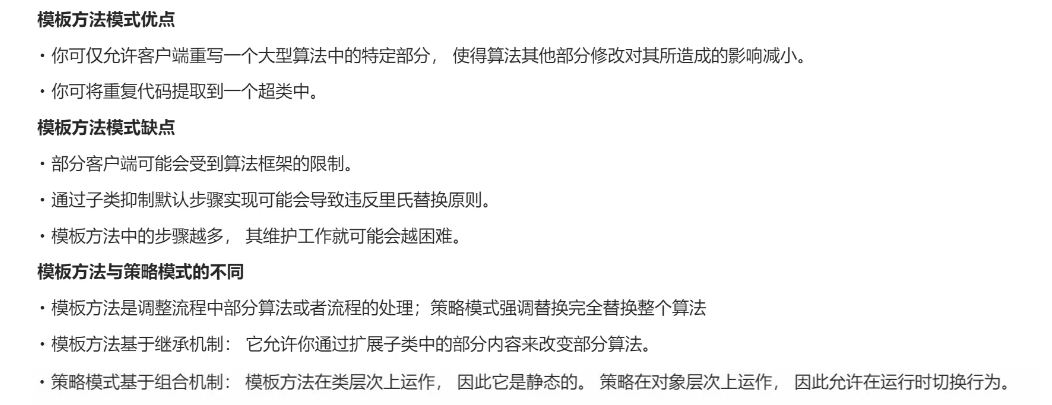 模板方法模式优点
• 你可仅允许客户端重写一个大型算法中的特定部分， 使得算法其他部分修改对其所造成的影响减小。
• 你可将重复代码提取到一个超类中。
模板方法模式缺点
• 部分客户端可能会受到算法框架的限制。
• 通过子类抑制默认步骤实现可能会导致违反里氏替换原则。
• 模板方法中的步骤越多， 其维护工作就可能会越困难。
模板方法与策略模式的不同
• 模板方法是调整流程中部分算法或者流程的处理；策略模式强调替换完全替换整个算法
• 模板方法基于继承机制： 它允许你通过扩展子类中的部分内容来改变部分算法。
• 策略模式基于组合机制： 模板方法在类层次上运作， 因此它是静态的。 策略在对象层次上运作， 因此允许在运行时切换行为。